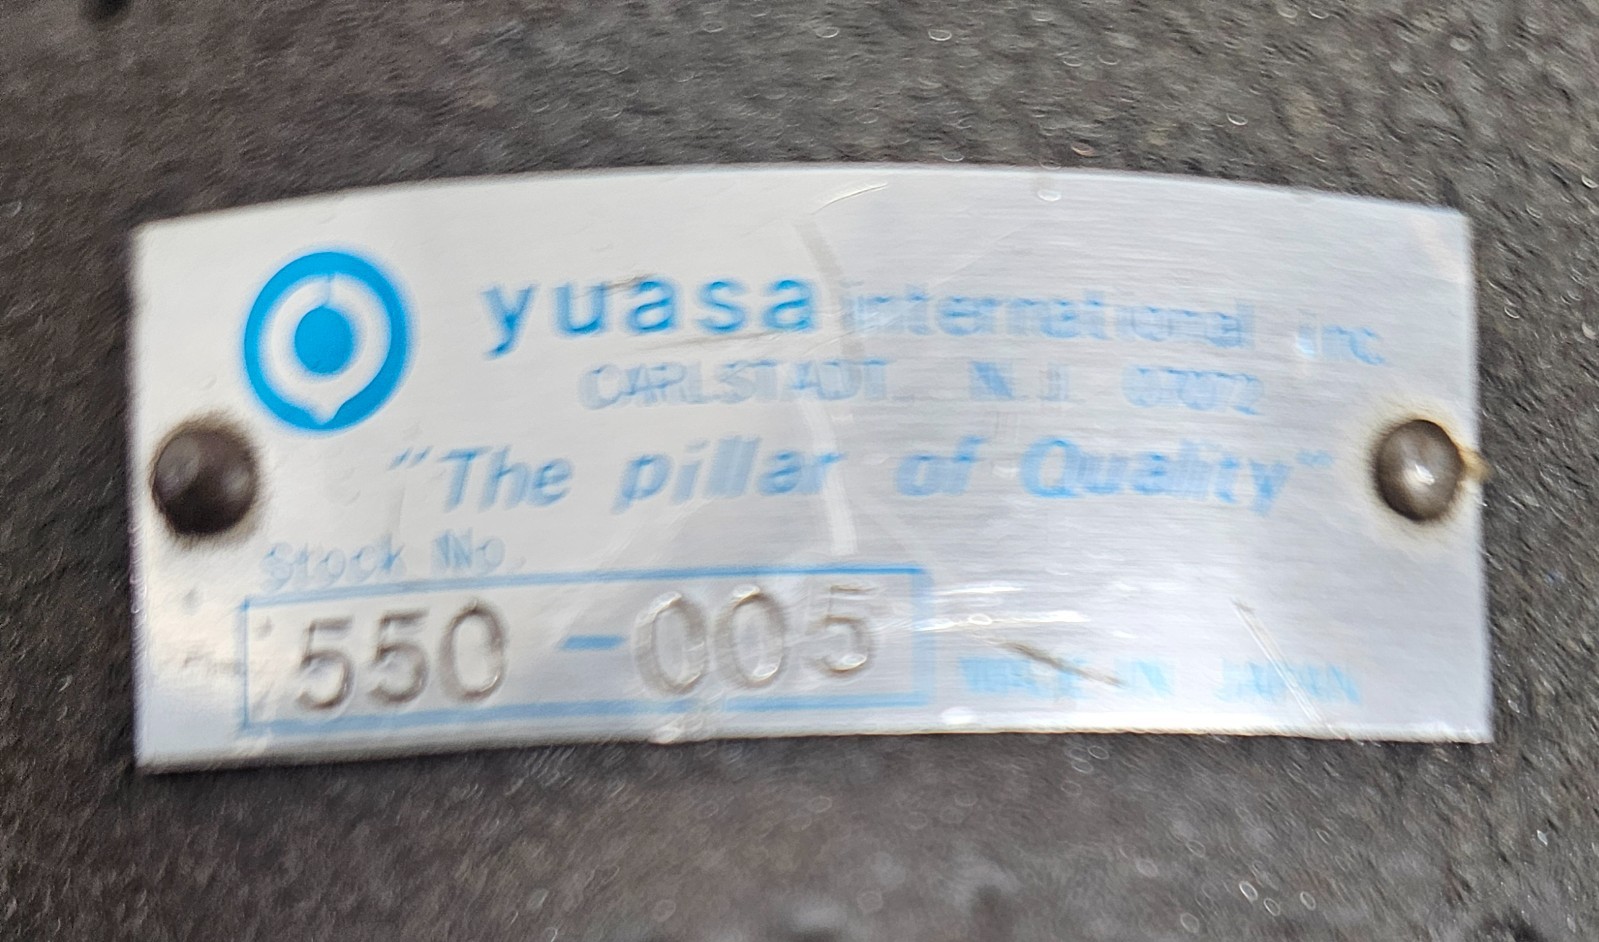 yuasa international inc.
CARLSTADT, N.J. 07072
"The pillar of Quality"
Stock No.
550-005
MADE IN JAPAN